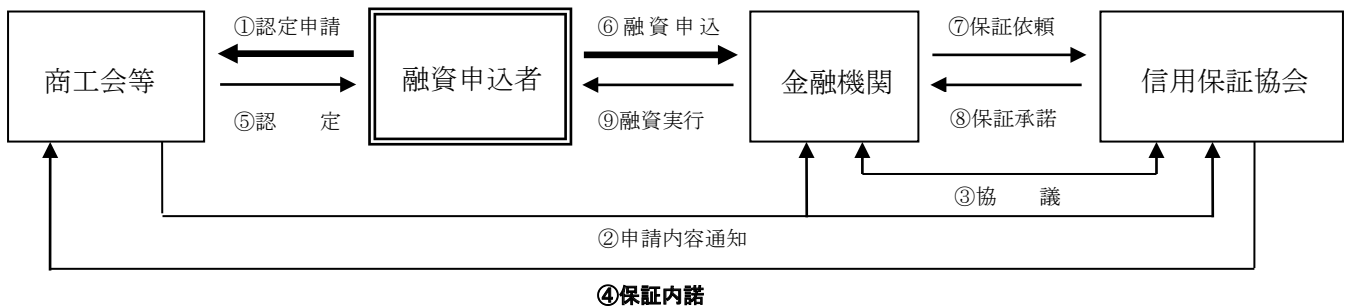 ①認定申請
⑥融資申込
⑦保証依頼
商工会等
融資申込者
金融機関
信用保証協会
⑤認　　定
⑨融資実行
⑧保証承諾
③協　　議
②申請内容通知
④保証内諾